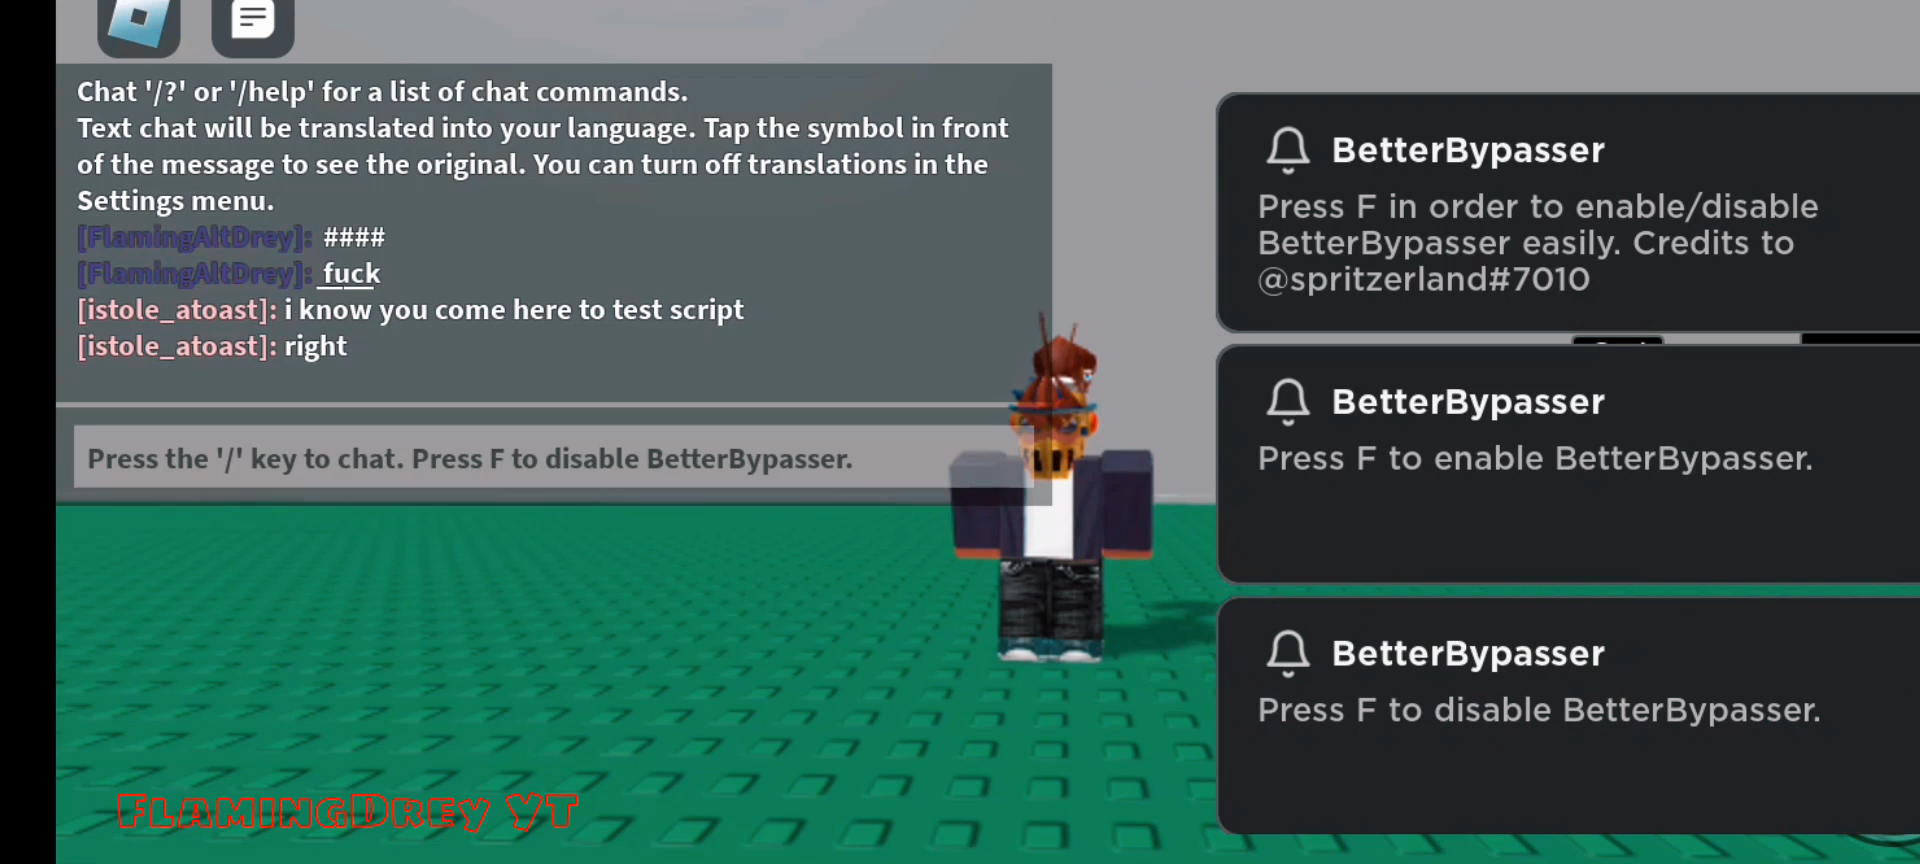 Chat '/?' or '/help' for a list of chat commands.
Text chat will be translated into your language. Tap the symbol in front
of the message to see the original. You can turn off translations in the
Settings menu.
[FlamingAltDrey]: ####
[FlamingAltDrey]: fuck
[istole_atoast]: i know you come here to test script
[istole_atoast]: right
Press the '/' key to chat. Press F to disable BetterBypasser.
BetterBypasser
Press F in order to enable/disable
BetterBypasser easily. Credits to
@spritzerland#7010
BetterBypasser
Press F to enable BetterBypasser.
BetterBypasser
Press F to disable BetterBypasser.
FlamingDrey YT